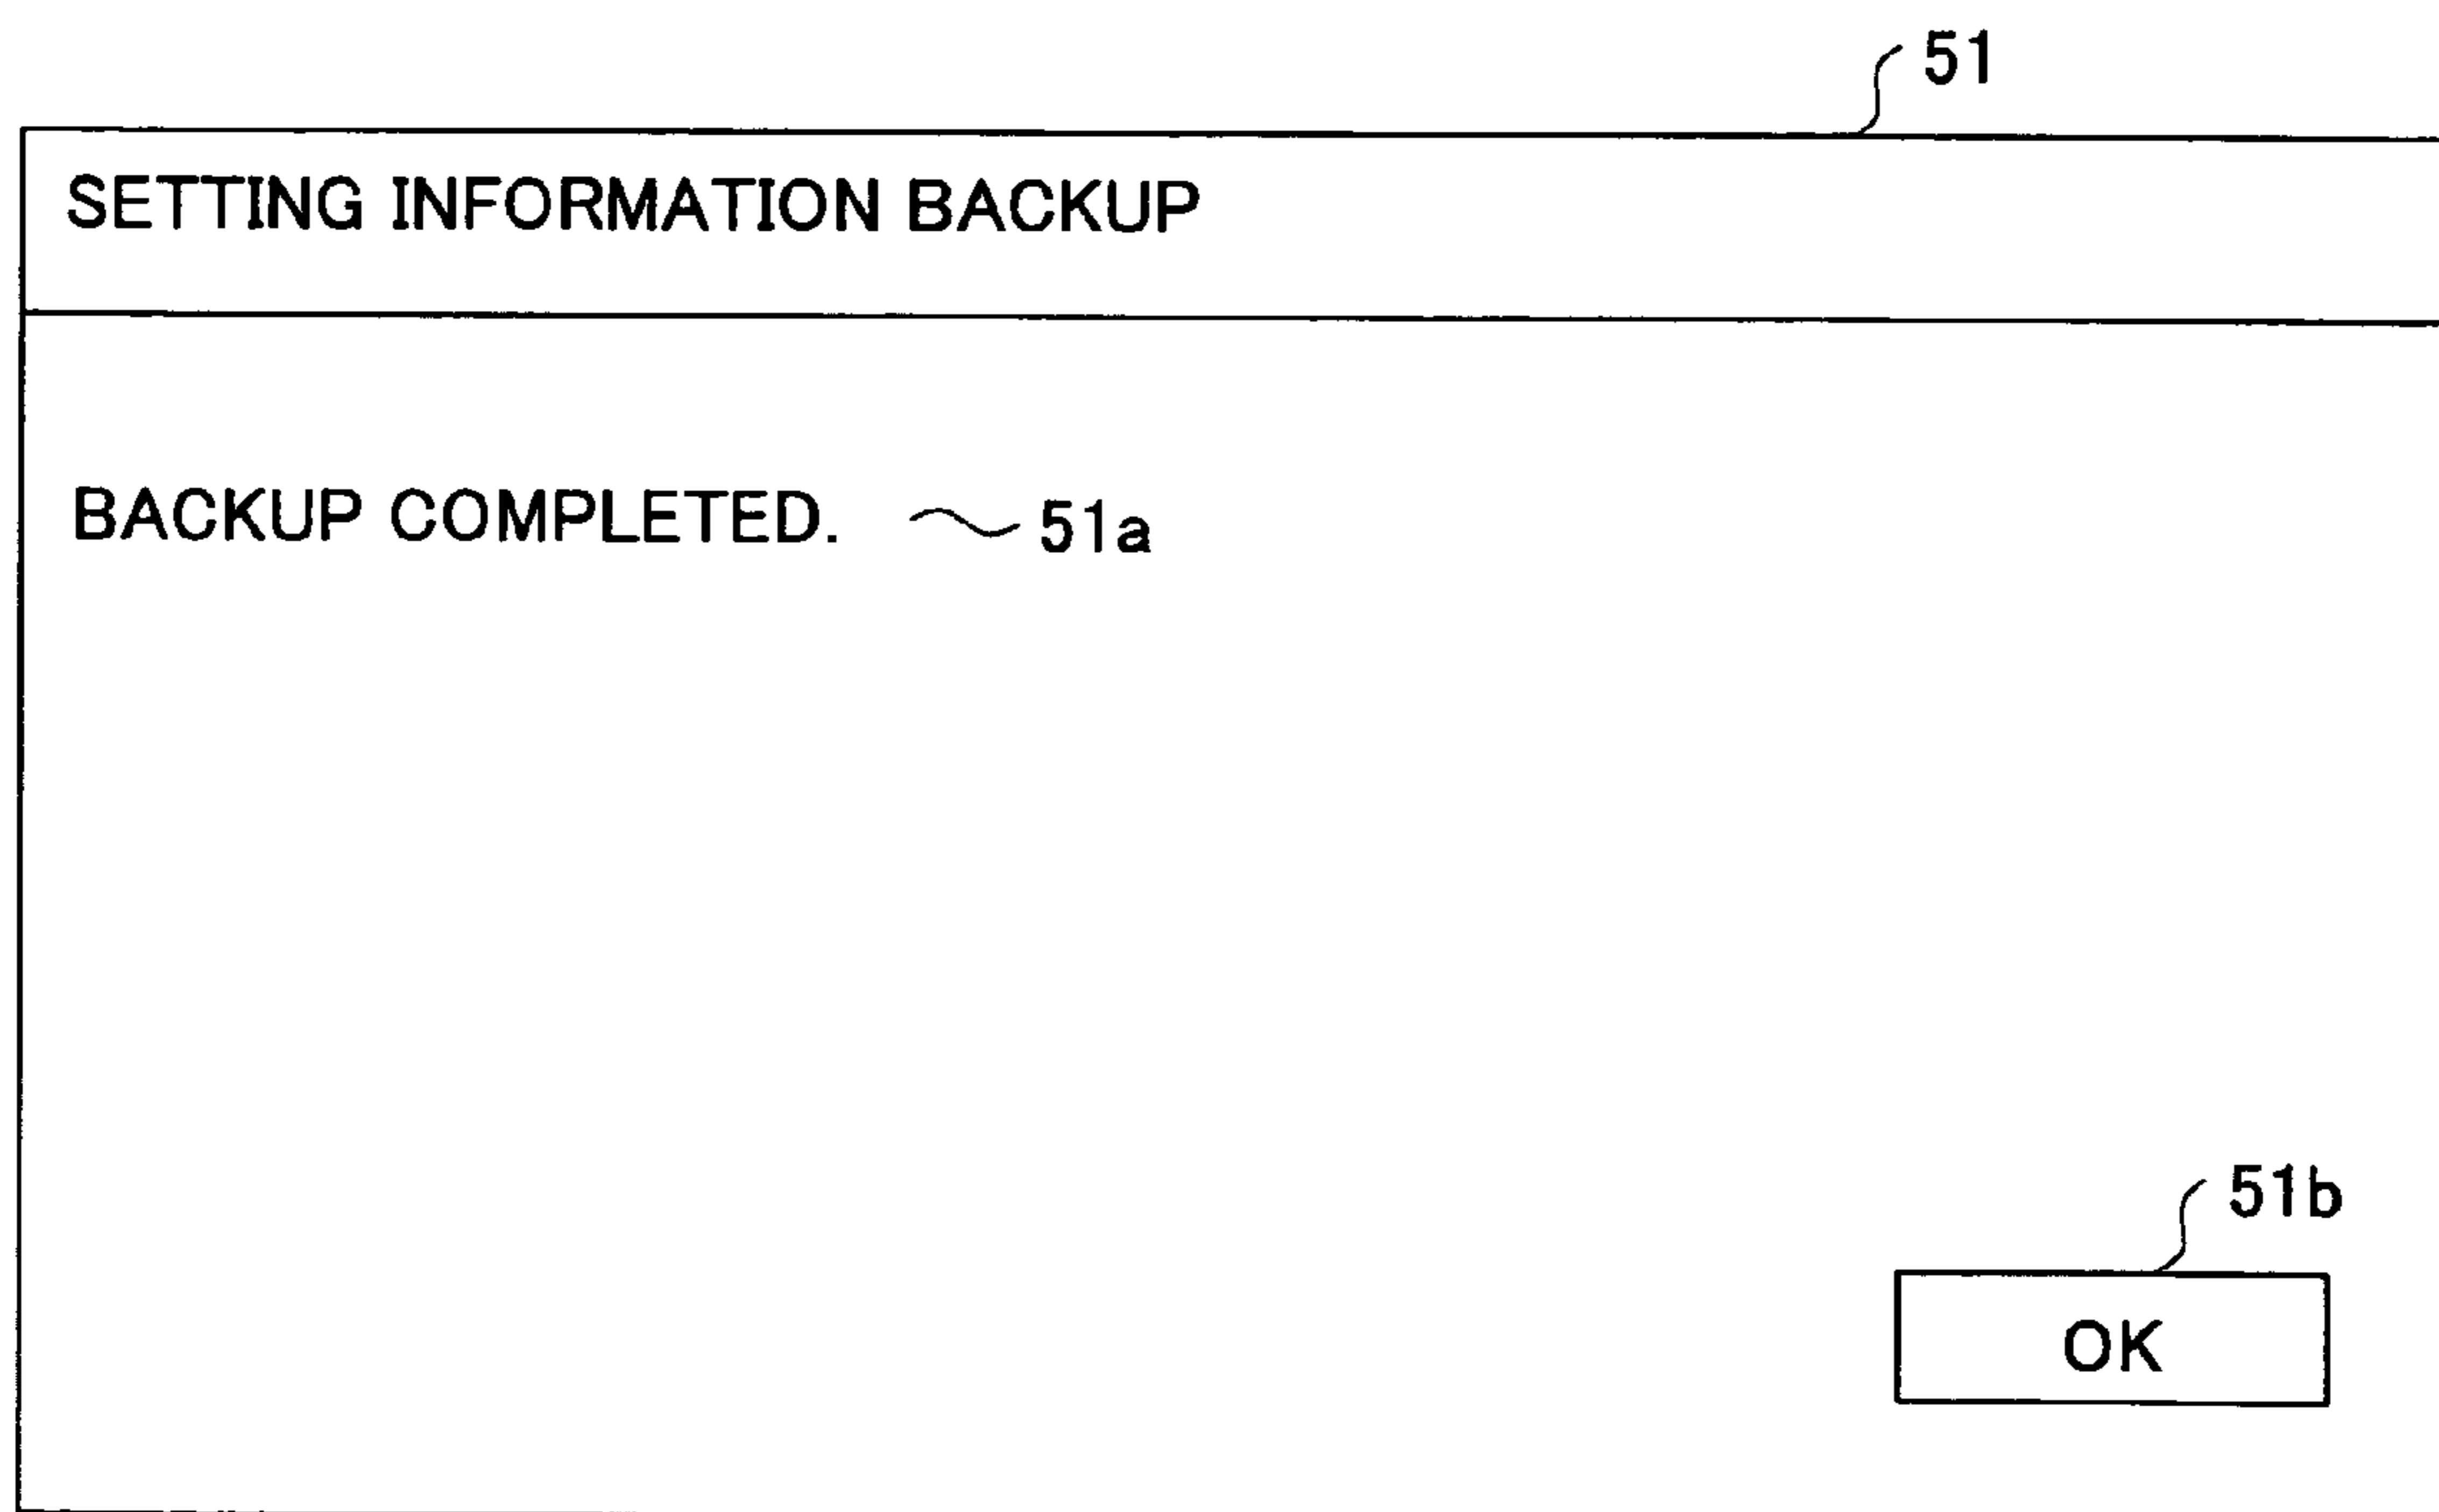 51
SETTING INFORMATION BACKUP
BACKUP COMPLETED. 51a
51b
OK